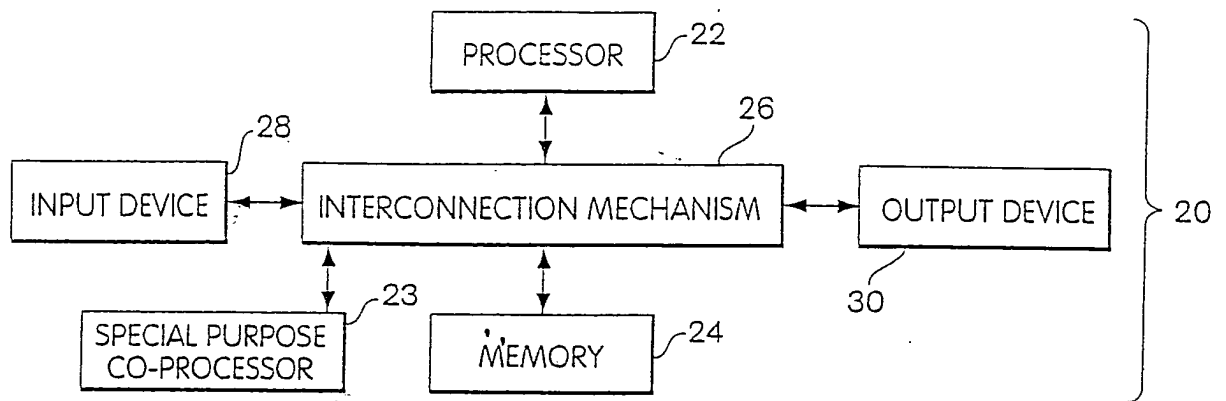 PROCESSOR
22
26
28
INPUT DEVICE
INTERCONNECTION MECHANISM
OUTPUT DEVICE
20
30
23
SPECIAL PURPOSE
CO-PROCESSOR
MEMORY
24